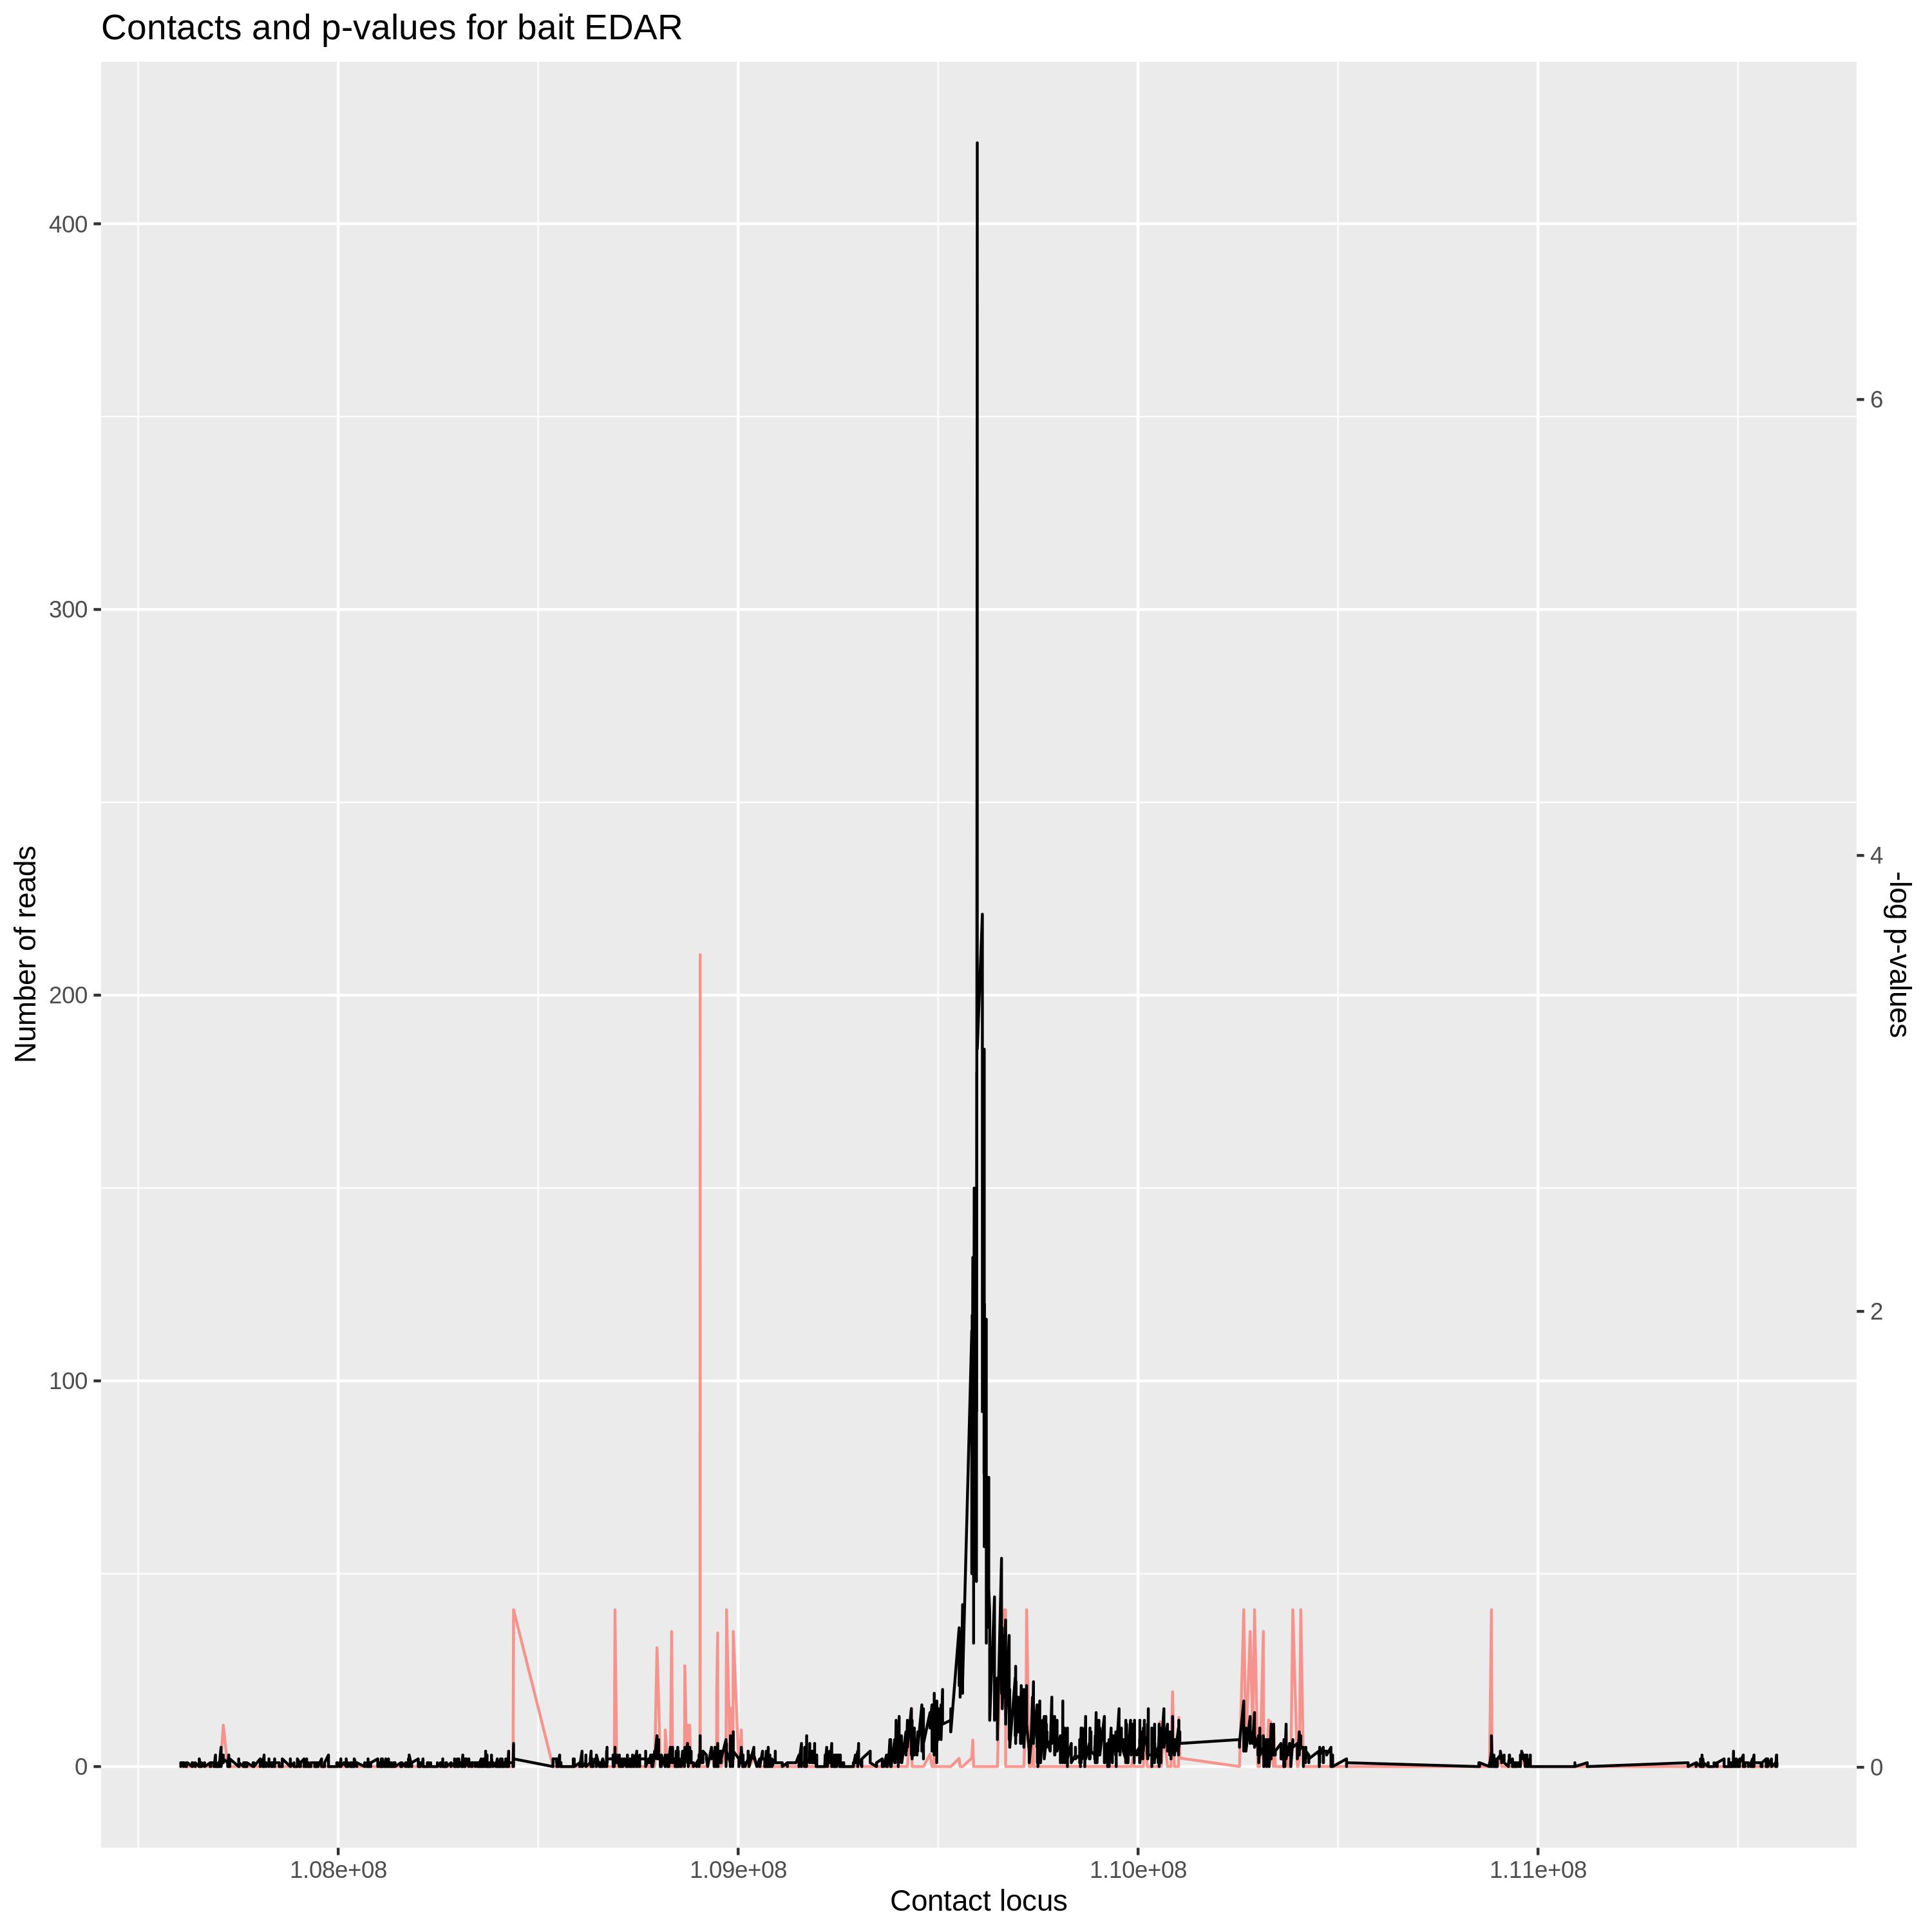 Contacts and p-values for bait EDAR
Number of reads
400
300
200
100
0
6
4
2
0
-log p-values
1.08e+08 1.09e+08 1.10e+08 1.11e+08
Contact locus